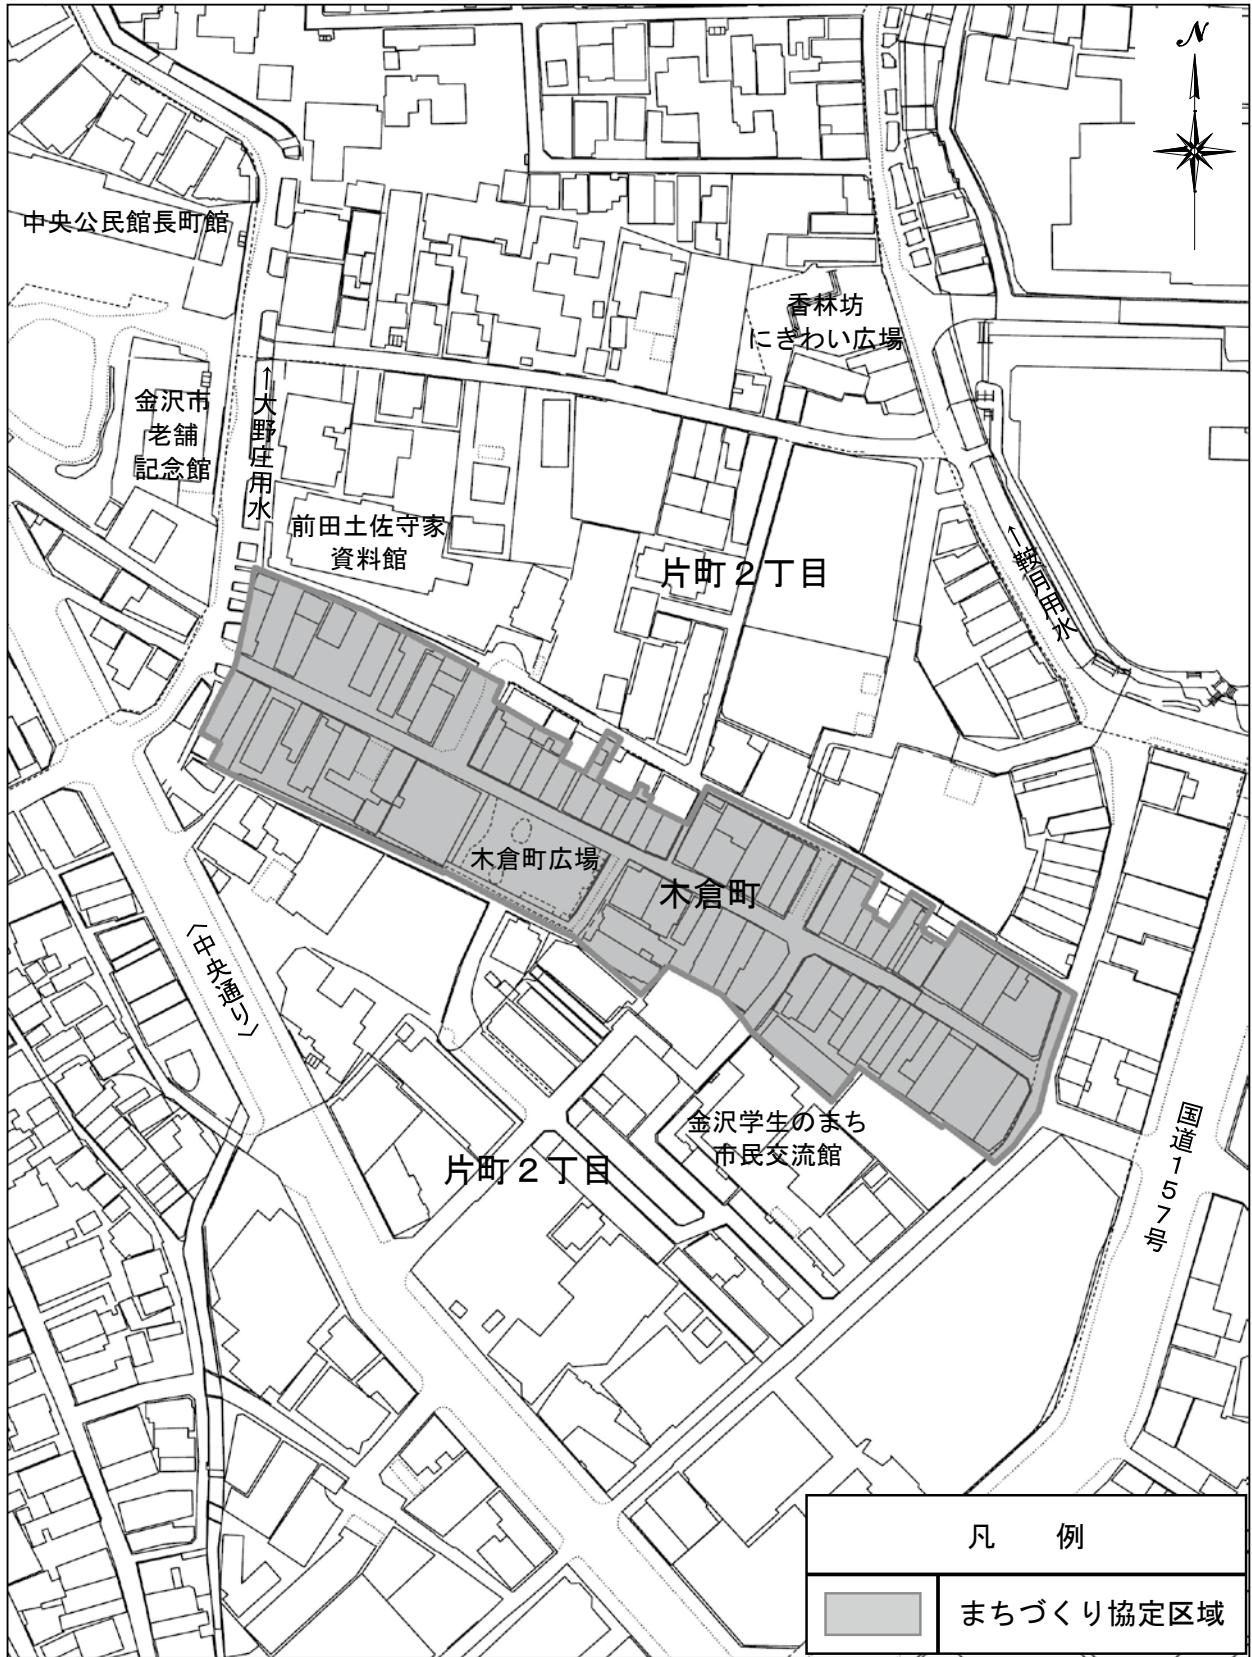 N
中央公民館長町館
香林坊
にぎわい広場
金沢市
老舗
記念館
←大野庄用水
前田土佐守家
資料館
片町２丁目
←鞍月用水
木倉町広場
木倉町
〈中央通り〉
金沢学生のまち
市民交流館
片町２丁目
国道１５７号
凡　例
まちづくり協定区域